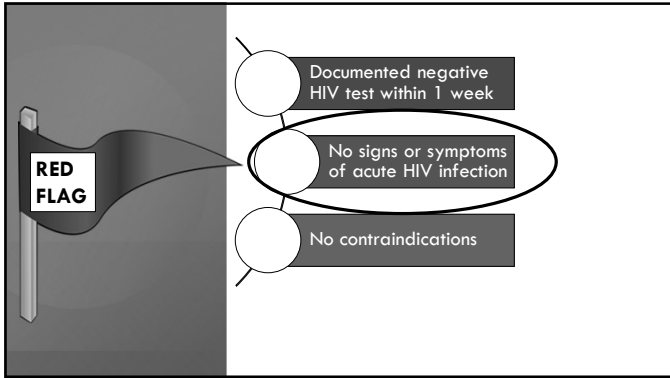 RED
FLAG
Documented negative
HIV test within 1 week
No signs or symptoms
of acute HIV infection
No contraindications